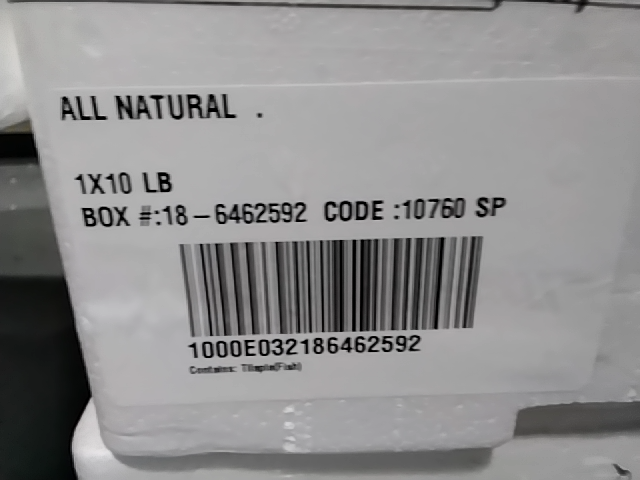 ALL NATURAL .
1X10 LB
BOX #:18-6462592 CODE :10760 SP
1000E032186462592
Contains: Tilapia(Fish)